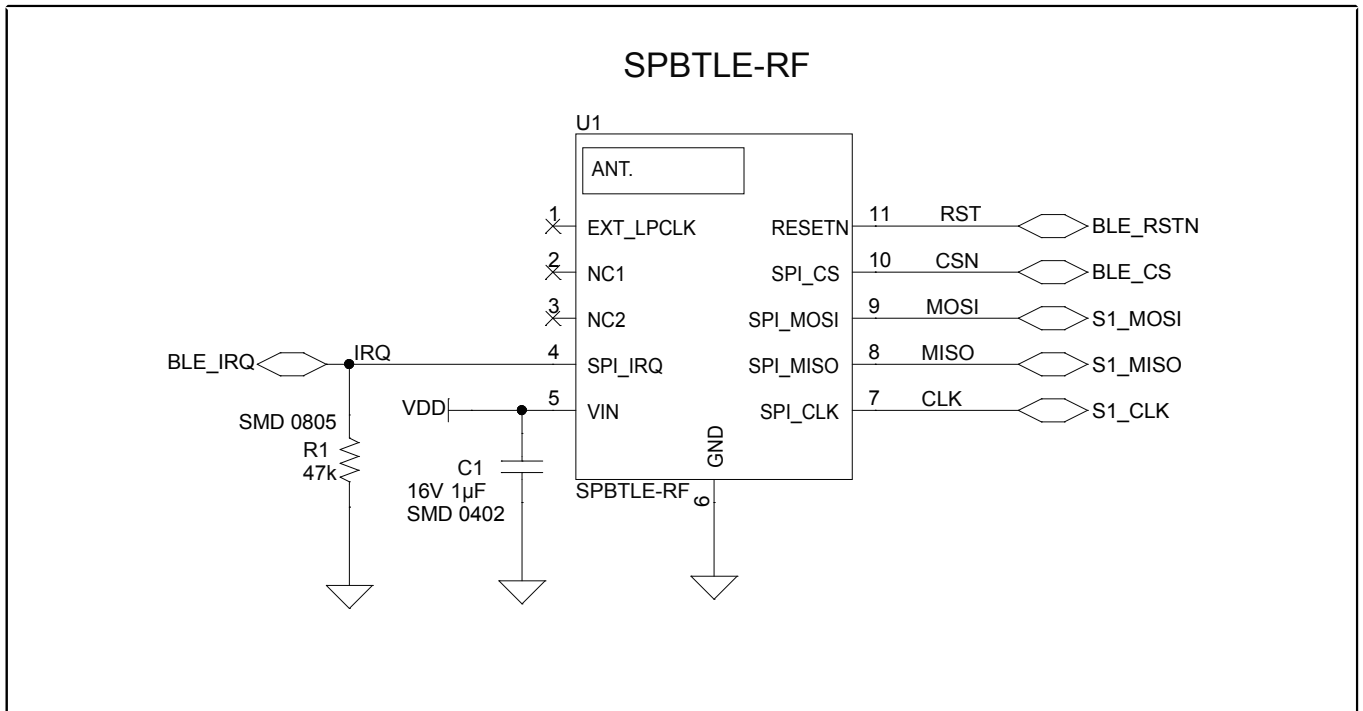 SPBTLE-RF
U1
ANT.
1 EXT_LPCLK
2 NC1
3 NC2
BLE_IRQ IRQ 4 SPI_IRQ
VDD 5 VIN
RESETN 11 RST BLE_RSTN
SPI_CS 10 CSN BLE_CS
SPI_MOSI 9 MOSI S1_MOSI
SPI_MISO 8 MISO S1_MISO
SPI_CLK 7 CLK S1_CLK
GND
6
SPBTLE-RF
SMD 0805
R1
47k
C1
16V 1µF
SMD 0402